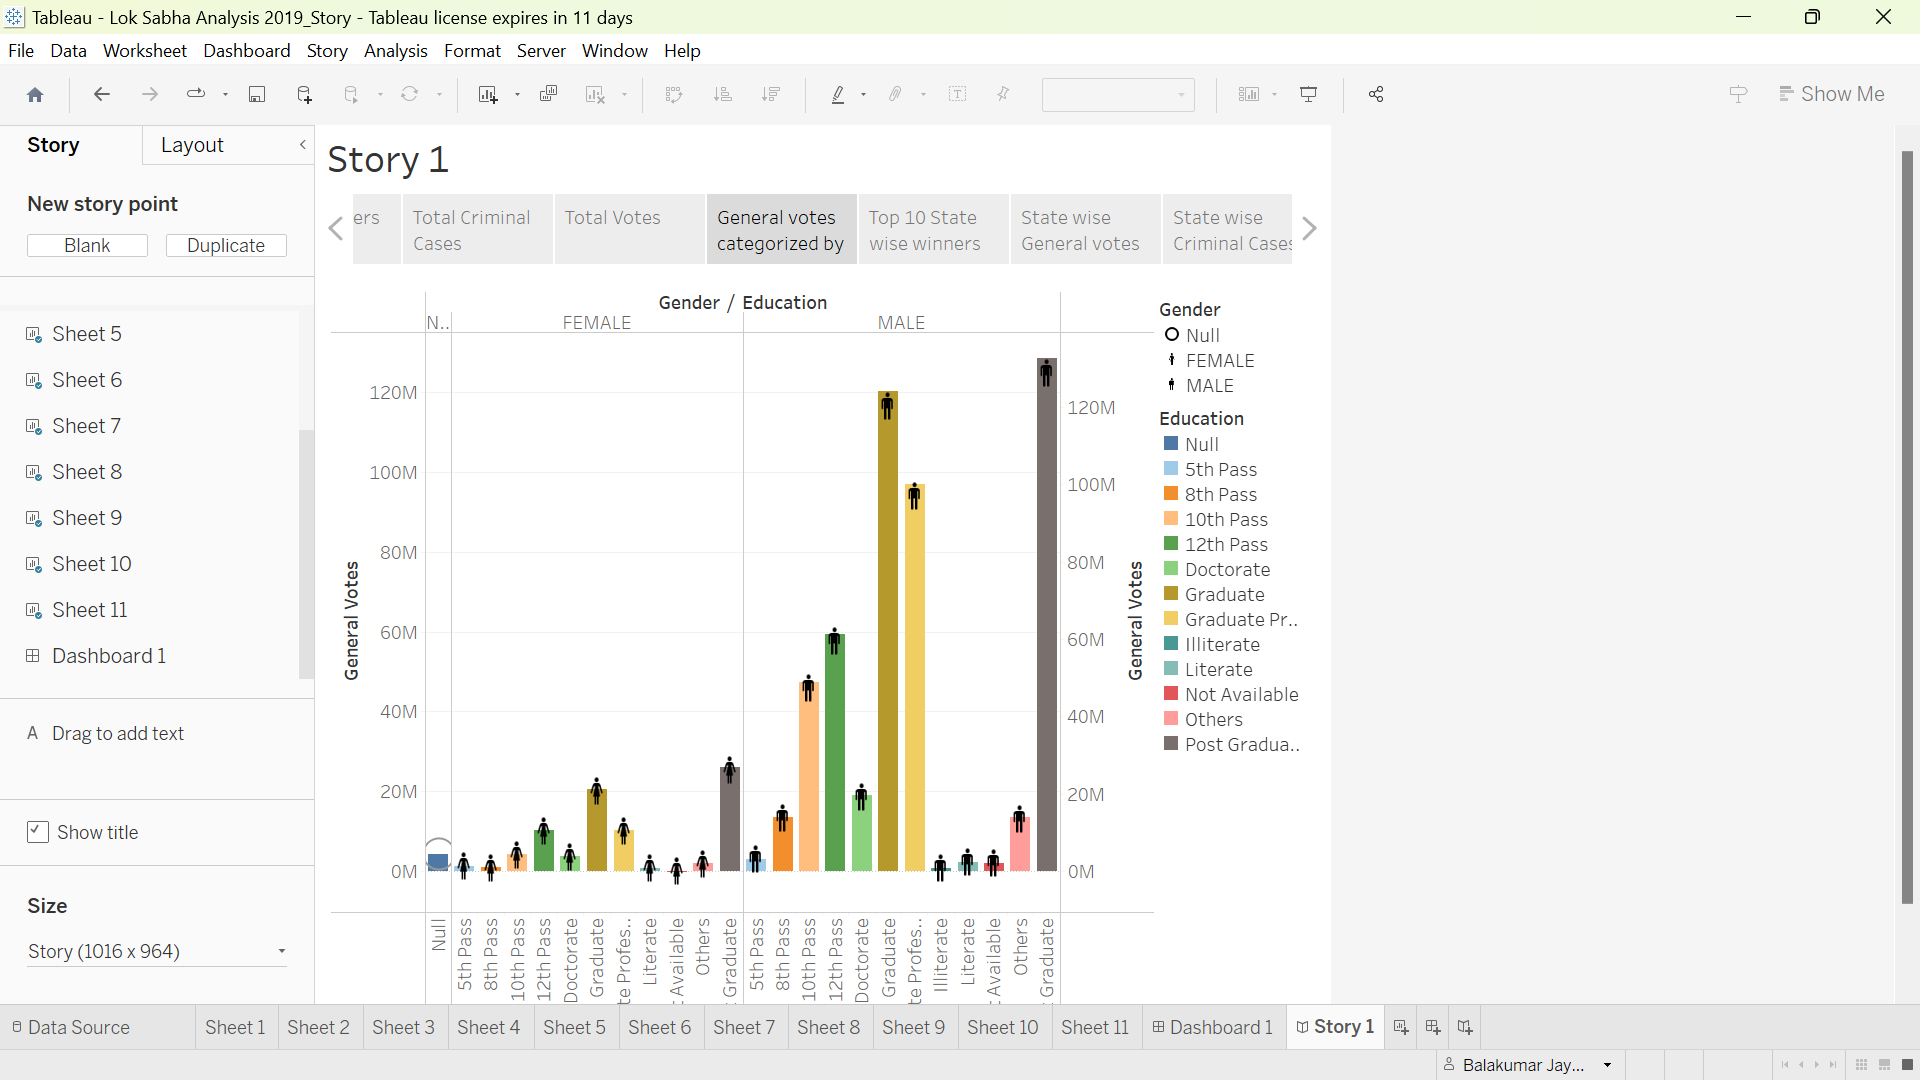 Tableau - Lok Sabha Analysis 2019_Story - Tableau license expires in 11 days
File Data Worksheet Dashboard Story Analysis Format Server Window Help
Show Me
Story Layout
New story point
Blank Duplicate
Sheet 5
Sheet 6
Sheet 7
Sheet 8
Sheet 9
Sheet 10
Sheet 11
Dashboard 1
A Drag to add text
Show title
Size
Story (1016 x 964)
Story 1
ers
Total Criminal
Cases
Total Votes
General votes
categorized by
Top 10 State
wise winners
State wise
General votes
State wise
Criminal Cases
Gender / Education
N.. FEMALE MALE
General Votes
120M
100M
80M
60M
40M
20M
0M
120M
100M
80M
60M
40M
20M
0M
General Votes
Null
5th Pass
8th Pass
10th Pass
12th Pass
Doctorate
Graduate
te Profes..
Literate
Available
Others
Graduate
5th Pass
8th Pass
10th Pass
12th Pass
Doctorate
Graduate
te Profes..
Illiterate
Literate
Available
Others
Graduate
Gender
Null
FEMALE
MALE
Education
Null
5th Pass
8th Pass
10th Pass
12th Pass
Doctorate
Graduate
Graduate Pr..
Illiterate
Literate
Not Available
Others
Post Gradua..
Data Source Sheet 1 Sheet 2 Sheet 3 Sheet 4 Sheet 5 Sheet 6 Sheet 7 Sheet 8 Sheet 9 Sheet 10 Sheet 11 Dashboard 1 Story 1
Balakumar Jay...